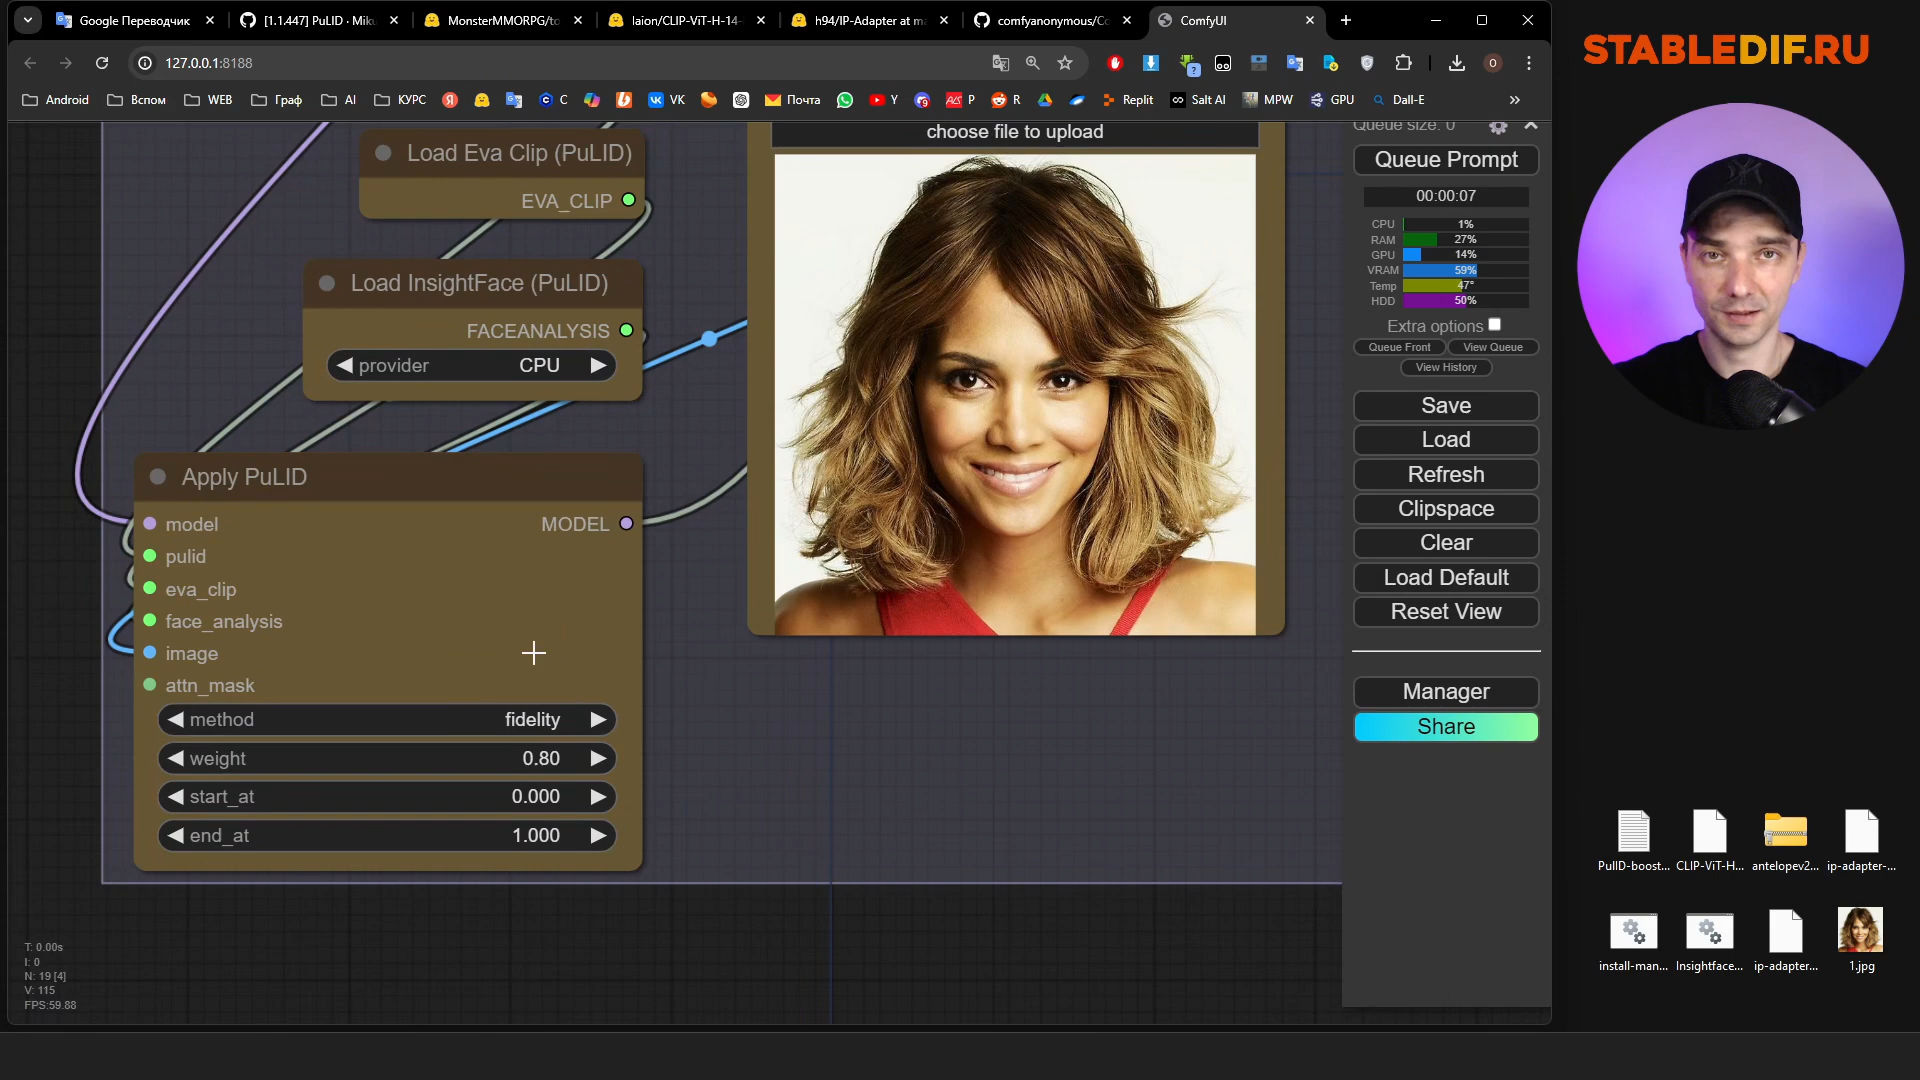 Google Переводчик
[1.1.447] PuLID · Miku
MonsterMMORPG/to
laion/CLIP-ViT-H-14-
h94/IP-Adapter at ma
comfyanonymous/Co
ComfyUI
127.0.0.1:8188
Android
Вспом
WEB
Граф
AI
КУРС
C
VK
Почта
Y
P
R
Replit
Salt AI
MPW
GPU
Dall-E
STABLEDIF.RU
Load Eva Clip (PuLID)
EVA_CLIP
Load InsightFace (PuLID)
FACEANALYSIS
provider CPU
Apply PuLID
model MODEL
pulid
eva_clip
face_analysis
image
attn_mask
method fidelity
weight 0.80
start_at 0.000
end_at 1.000
choose file to upload
Queue size: 0
Queue Prompt
00:00:07
CPU 1%
RAM 27%
GPU 14%
VRAM 59%
Temp 47°
HDD 50%
Extra options
Queue Front View Queue
View History
Save
Load
Refresh
Clipspace
Clear
Load Default
Reset View
Manager
Share
T: 0.00s
I: 0
N: 19 [4]
V: 115
FPS:59.88
PulID-boost...
CLIP-ViT-H...
antelopev2...
ip-adapter-...
install-man...
Insightface...
ip-adapter...
1.jpg